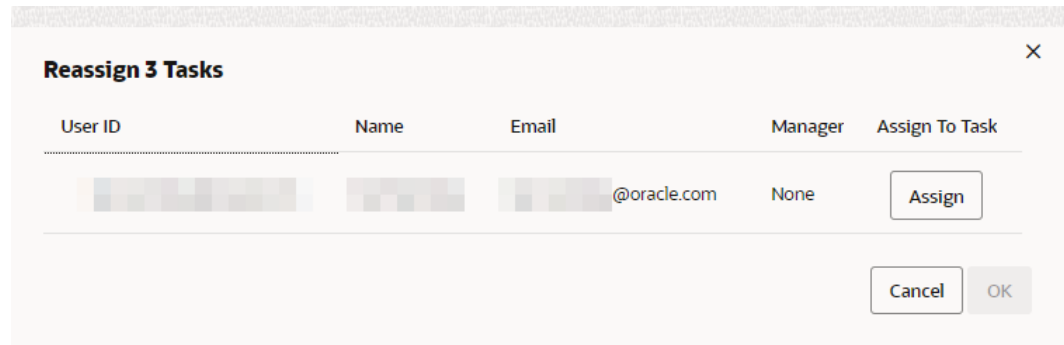 Reassign 3 Tasks
User ID Name Email Manager Assign To Task
@oracle.com None Assign
Cancel OK